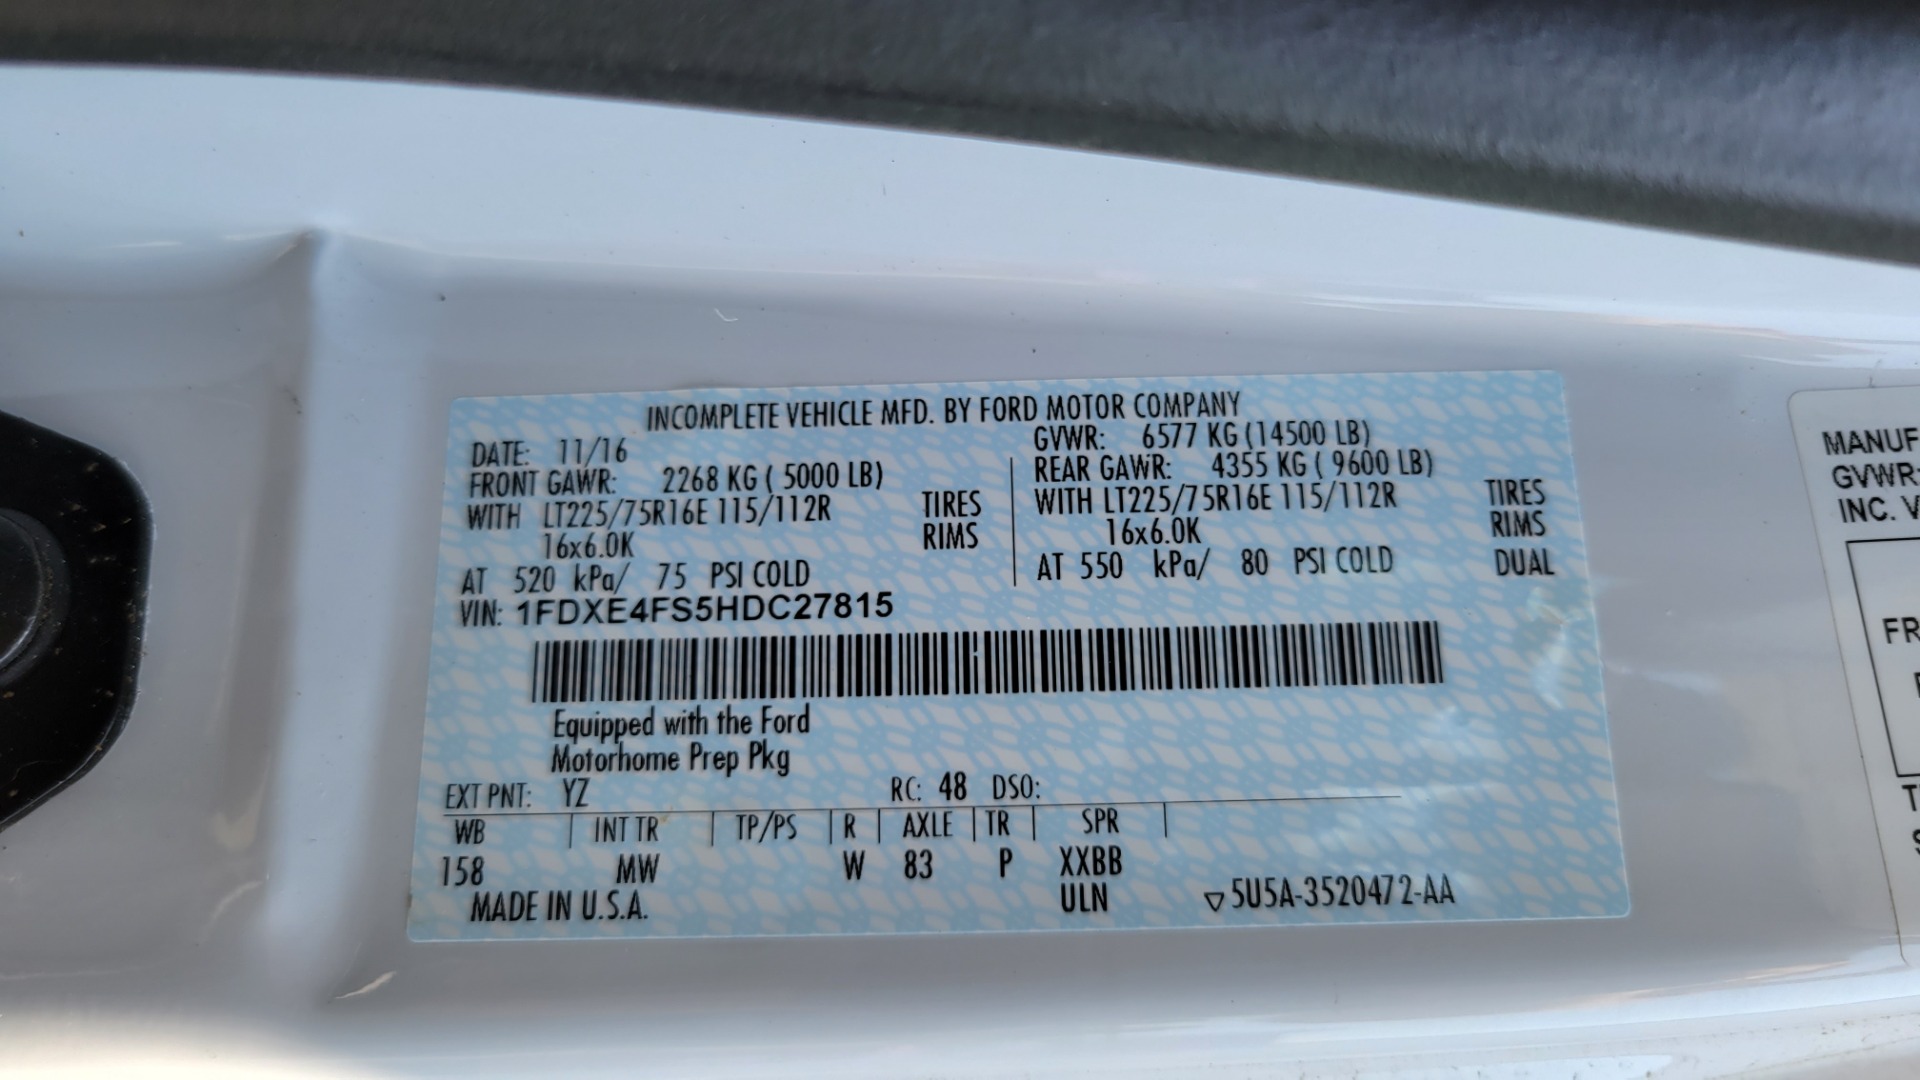 INCOMPLETE VEHICLE MFD. BY FORD MOTOR COMPANY
DATE: 11/16
GVWR: 6577 KG (14500 LB)
FRONT GAWR: 2268 KG ( 5000 LB)
REAR GAWR: 4355 KG ( 9600 LB)
WITH LT225/75R16E 115/112R TIRES
WITH LT225/75R16E 115/112R TIRES
16x6.0K RIMS
16x6.0K RIMS
AT 520 kPa/ 75 PSI COLD
AT 550 kPa/ 80 PSI COLD DUAL
VIN: 1FDXE4FS5HDC27815
Equipped with the Ford
Motorhome Prep Pkg
EXT PNT: YZ RC: 48 DSO:
WB | INT TR | TP/PS | R | AXLE | TR | SPR |
158 MW W 83 P XXBB
MADE IN U.S.A. ULN ▽5U5A-3520472-AA
MANUF
GVWR:
INC. V
FR
T
S